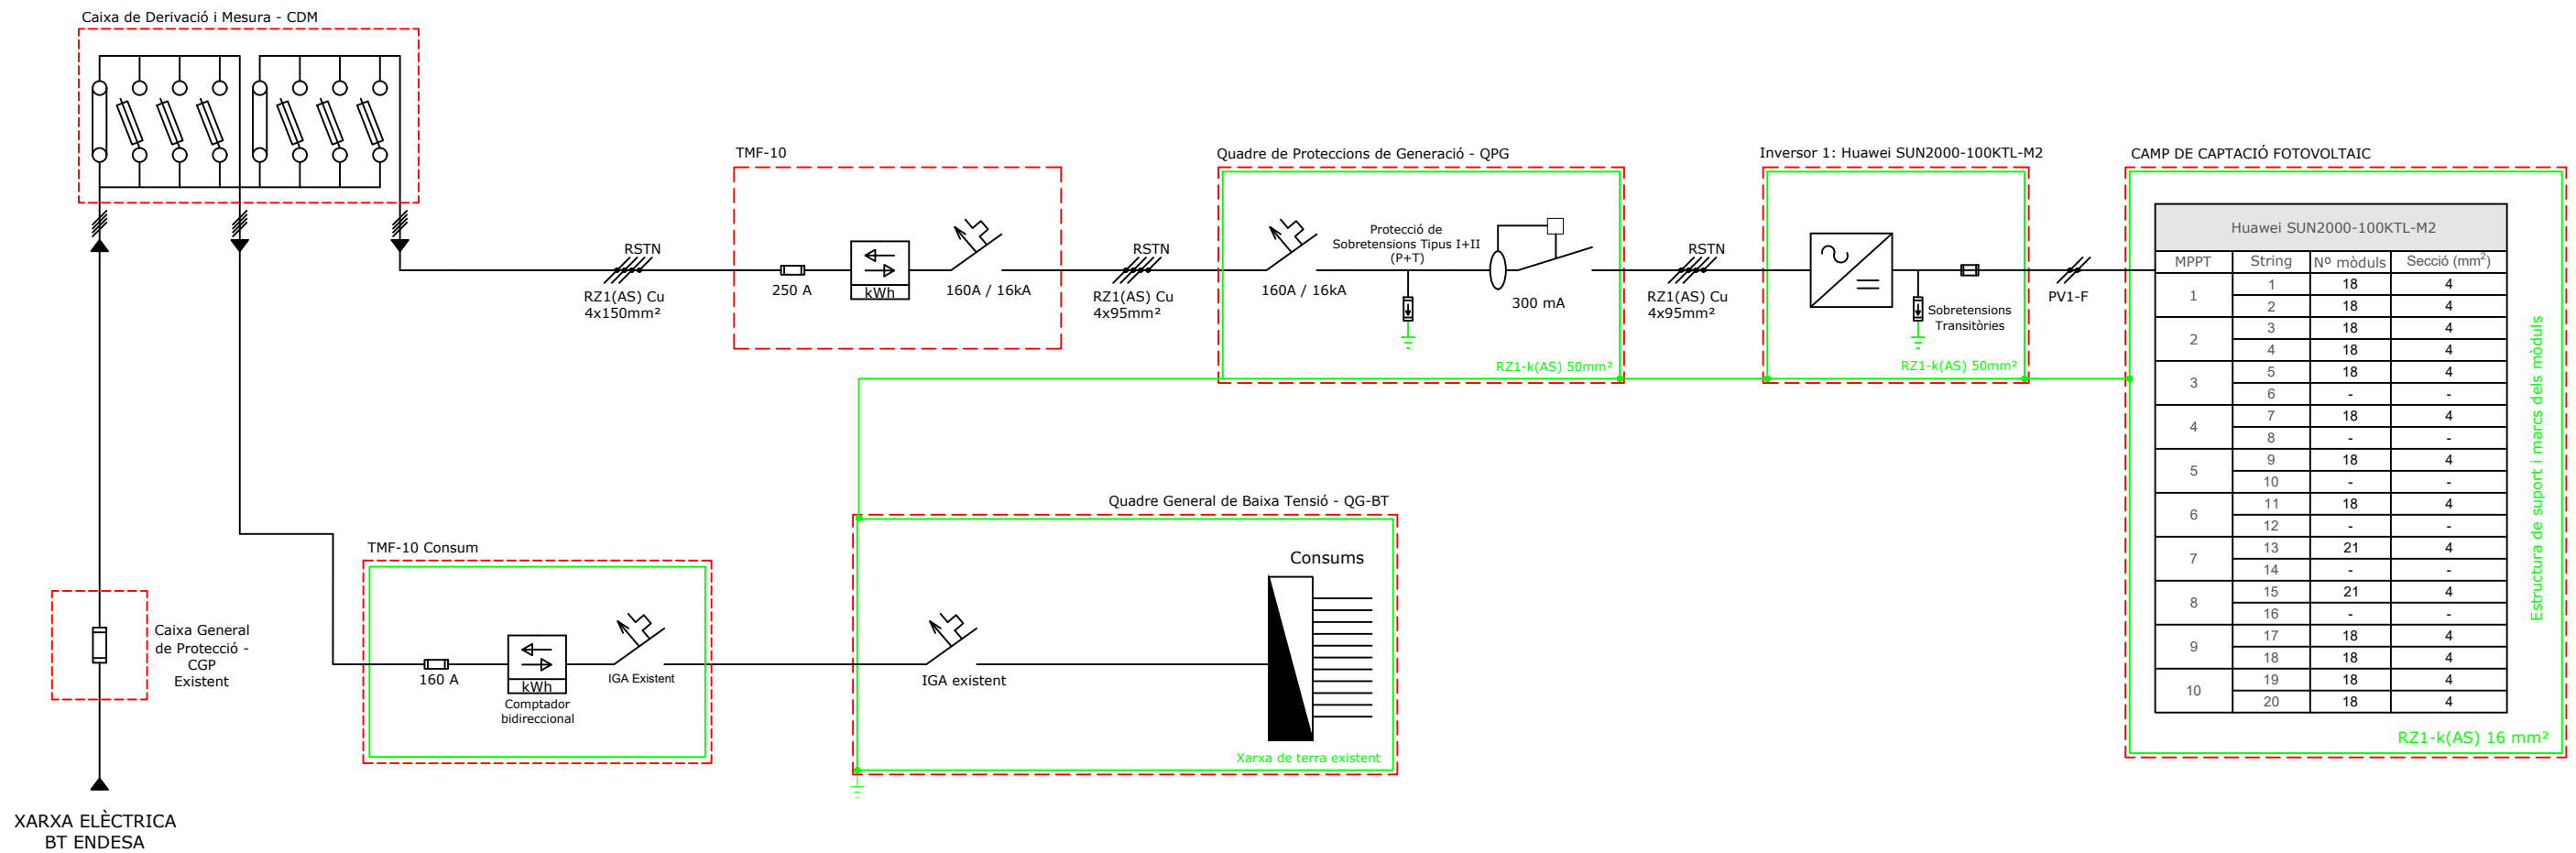 Caixa de Derivació i Mesura - CDM
TMF-10
RSTN
RZ1(AS) Cu
4x150mm²
250 A
kWh
160A / 16kA
RSTN
RZ1(AS) Cu
4x95mm²
Quadre de Proteccions de Generació - QPG
160A / 16kA
Protecció de
Sobretensions Tipus I+II
(P+T)
300 mA
RZ1-k(AS) 50mm²
RSTN
RZ1(AS) Cu
4x95mm²
Inversor 1: Huawei SUN2000-100KTL-M2
Sobretensions
Transitòries
RZ1-k(AS) 50mm²
PV1-F
CAMP DE CAPTACIÓ FOTOVOLTAIC
Huawei SUN2000-100KTL-M2
MPPT String Nº mòduls Secció (mm²)
1 1 18 4
2 18 4
2 3 18 4
4 18 4
3 5 18 4
6 - -
4 7 18 4
8 - -
5 9 18 4
10 - -
6 11 18 4
12 - -
7 13 21 4
14 - -
8 15 21 4
16 - -
9 17 18 4
18 18 4
10 19 18 4
20 18 4
Estructura de suport i marcs dels mòduls
RZ1-k(AS) 16 mm²
Caixa General
de Protecció -
CGP
Existent
XARXA ELÈCTRICA
BT ENDESA
TMF-10 Consum
160 A
kWh
Comptador
bidireccional
IGA Existent
Quadre General de Baixa Tensió - QG-BT
IGA existent
Consums
Xarxa de terra existent